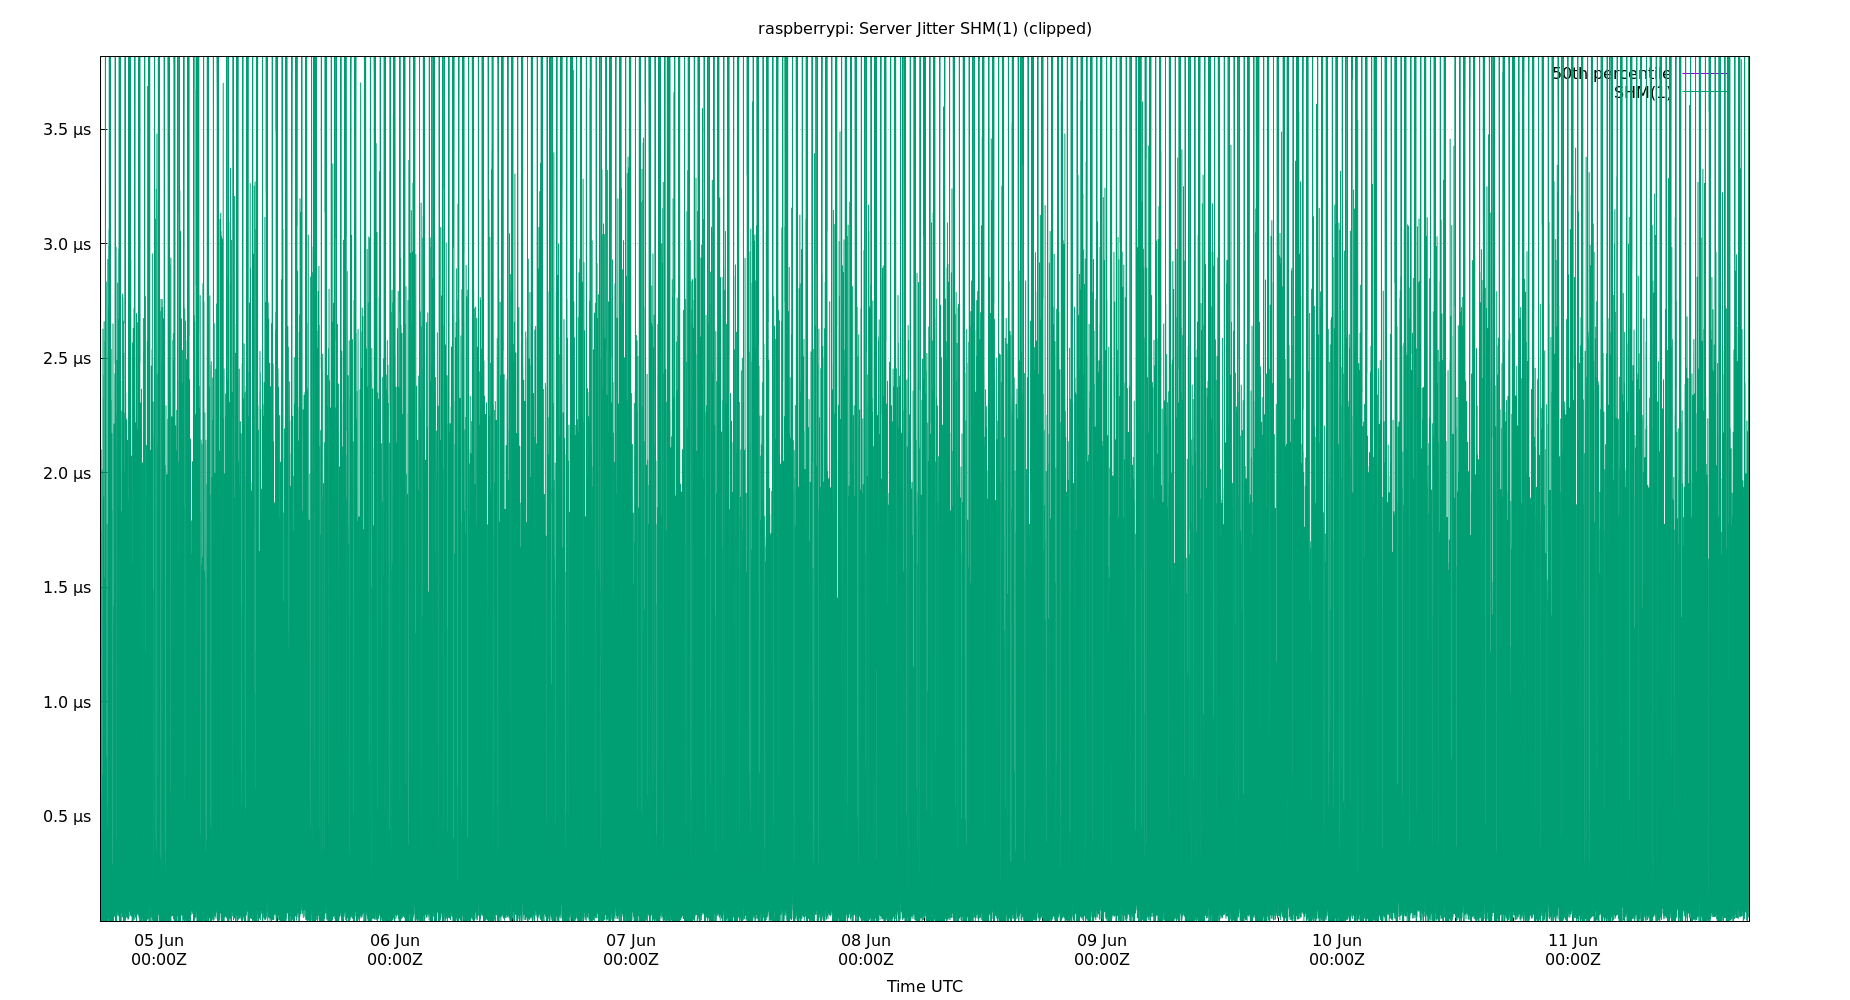 raspberrypi: Server Jitter SHM(1) (clipped)
50th percentile
SHM(1)
3.5 µs
3.0 µs
2.5 µs
2.0 µs
1.5 µs
1.0 µs
0.5 µs
05 Jun 06 Jun 07 Jun 08 Jun 09 Jun 10 Jun 11 Jun
00:00Z 00:00Z 00:00Z 00:00Z 00:00Z 00:00Z 00:00Z
Time UTC